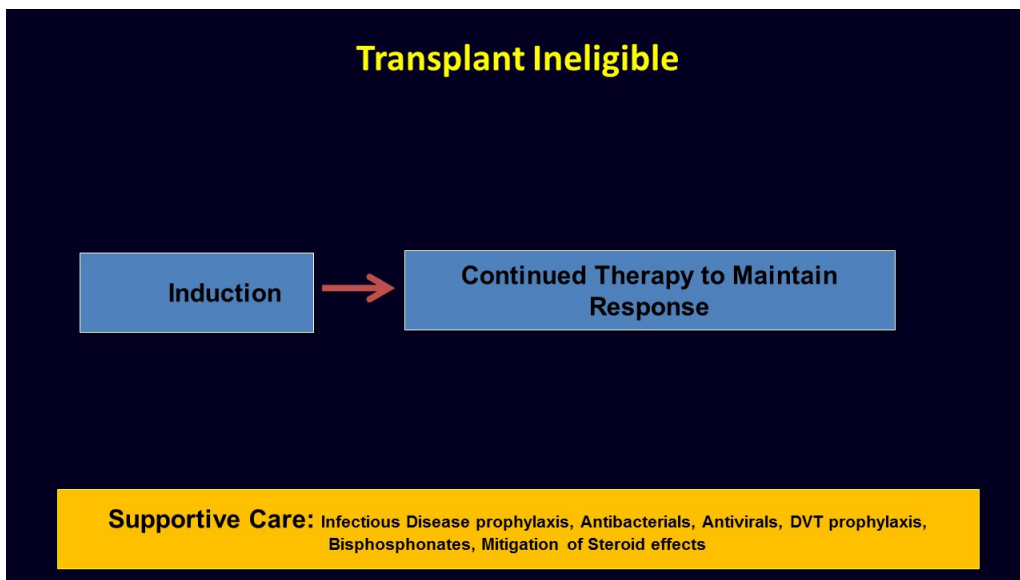 Transplant Ineligible
Induction
Continued Therapy to Maintain
Response
Supportive Care: Infectious Disease prophylaxis, Antibacterials, Antivirals, DVT prophylaxis,
Bisphosphonates, Mitigation of Steroid effects